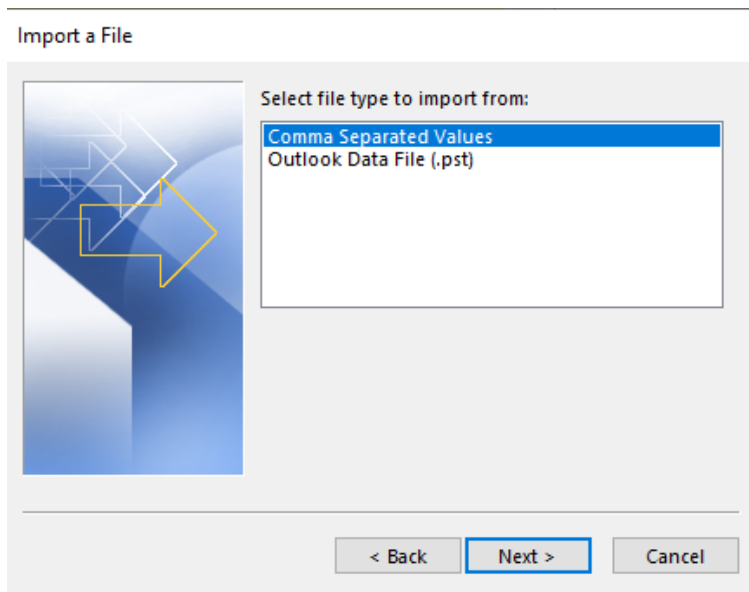 Import a File
Select file type to import from:
Comma Separated Values
Outlook Data File (.pst)
< Back
Next >
Cancel